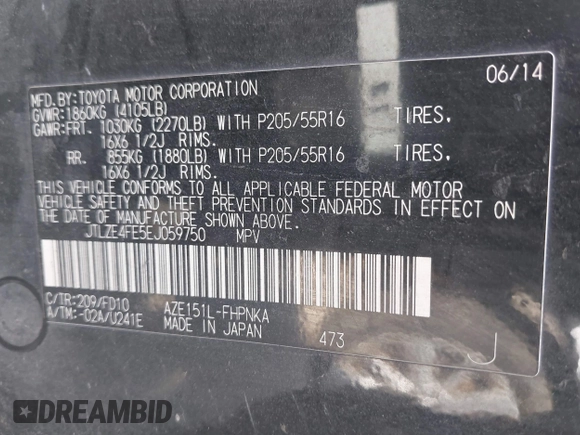 06/14
MFD.BY:TOYOTA MOTOR CORPORATION
GVWR:1860KG (4105LB)
GAWR:FRT. 1030KG (2270LB) WITH P205/55R16 TIRES,
16X6 1/2J RIMS.
RR. 855KG (1880LB) WITH P205/55R16 TIRES,
16X6 1/2J RIMS.
THIS VEHICLE CONFORMS TO ALL APPLICABLE FEDERAL MOTOR
VEHICLE SAFETY AND THEFT PREVENTION STANDARDS IN EFFECT ON
THE DATE OF MANUFACTURE SHOWN ABOVE.
JTLZE4FE5EJ059750 MPV
C/TR:209/FD10 AZE151L-FHPNKA
A/TM:-02A/U241E MADE IN JAPAN 473 J
DREAMBID